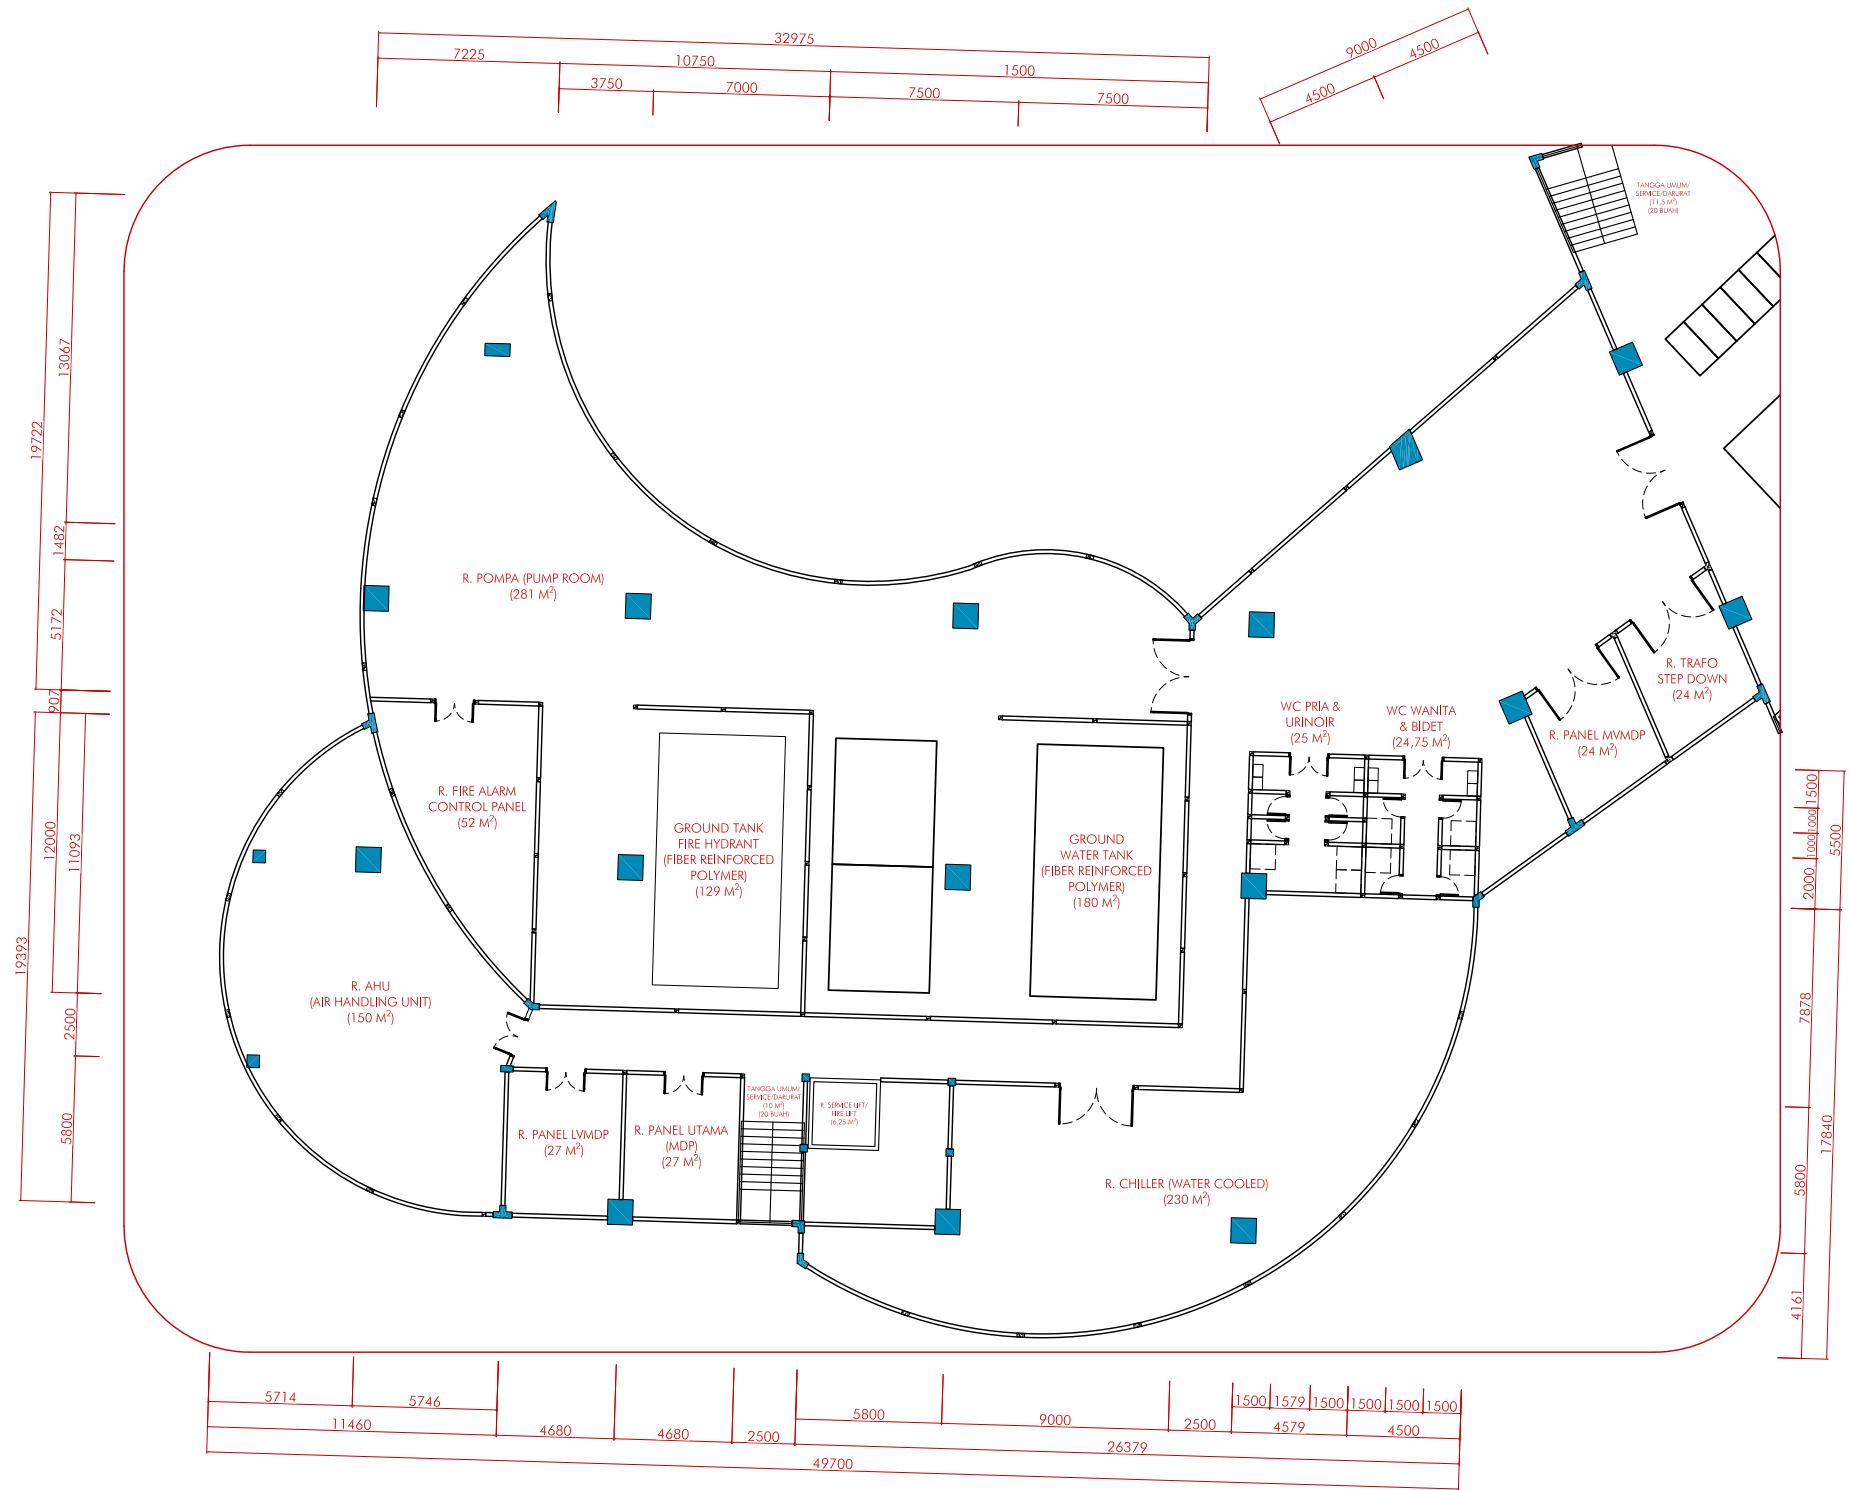 32975
7225
10750
1500
3750
7000
7500
7500
9000
4500
4500
TANGGA UMUM/
SERVICE/DARURAT
(11,5 M²)
(20 BUAH)
13067
19722
1482
5172
907
12000
11093
19393
2500
5800
R. POMPA (PUMP ROOM)
(281 M²)
R. TRAFO
STEP DOWN
(24 M²)
WC PRIA &
URINOIR
(25 M²)
WC WANITA
& BIDET
(24,75 M²)
R. PANEL MVMDP
(24 M²)
R. FIRE ALARM
CONTROL PANEL
(52 M²)
GROUND TANK
FIRE HYDRANT
(FIBER REINFORCED
POLYMER)
(129 M²)
GROUND
WATER TANK
(FIBER REINFORCED
POLYMER)
(180 M²)
R. AHU
(AIR HANDLING UNIT)
(150 M²)
TANGGA UMUM/
SERVICE/DARURAT
(10 M²)
(20 BUAH)
R. SERVICE LIFT/
FIRE LIFT
(6,25 M²)
R. PANEL LVMDP
(27 M²)
R. PANEL UTAMA
(MDP)
(27 M²)
R. CHILLER (WATER COOLED)
(230 M²)
1500
1000
1000
2000
5500
7878
17840
5800
4161
5714
5746
11460
4680
4680
2500
5800
9000
2500
1500
1579
1500
1500
1500
1500
4579
4500
26379
49700